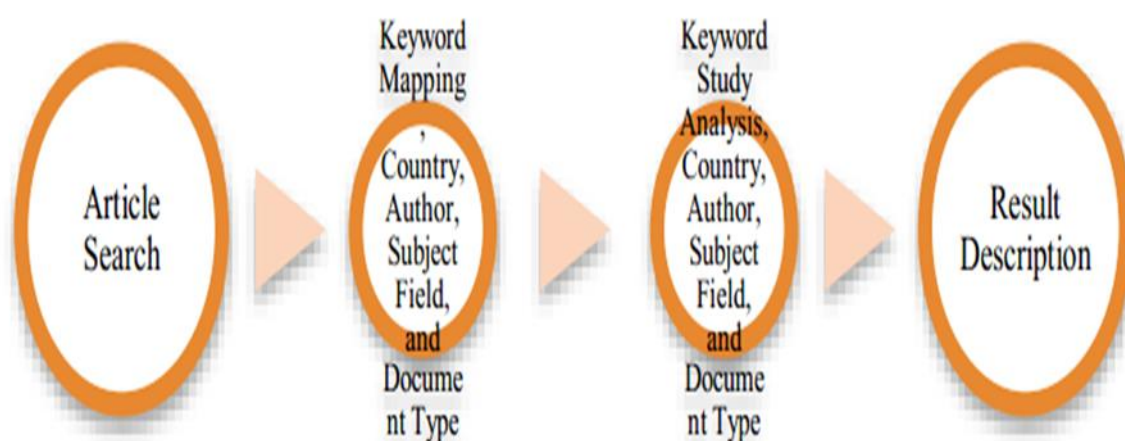 Article
Search
Keyword
Mapping
,
Country,
Author,
Subject
Field,
and
Docume
nt Type
Keyword
Study
Analysis,
Country,
Author,
Subject
Field,
and
Docume
nt Type
Result
Description